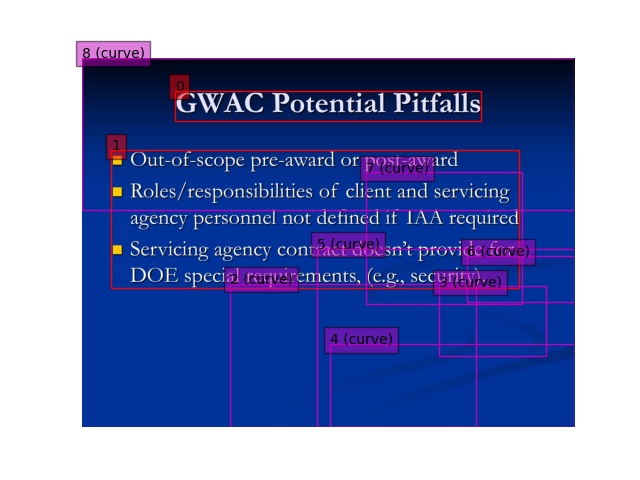 8 (curve)
0
GWAC Potential Pitfalls
1
Out-of-scope pre-award or post-award
7 (curve)
Roles/responsibilities of client and servicing
agency personnel not defined if IAA required
5 (curve)
Servicing agency contract doesn't provide for
6 (curve)
DOE special requirements, (e.g., security)
2 (curve)
3 (curve)
4 (curve)